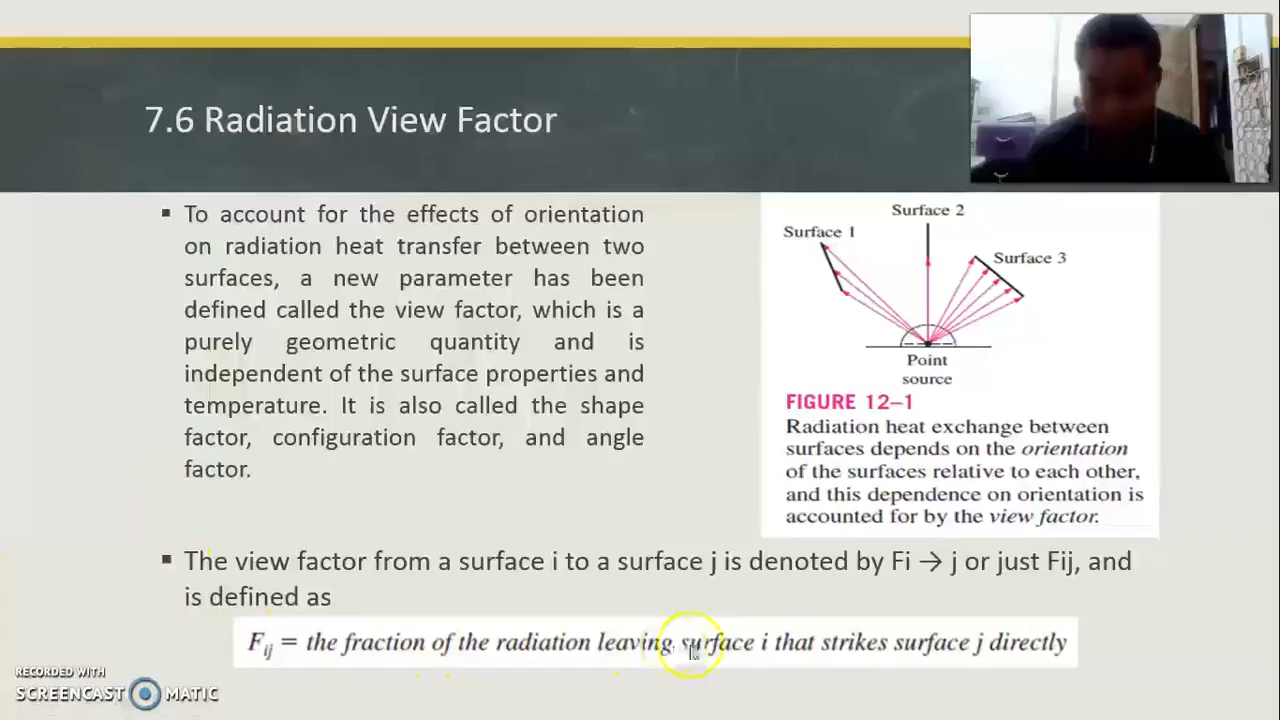 7.6 Radiation View Factor
▪ To account for the effects of orientation
on radiation heat transfer between two
surfaces, a new parameter has been
defined called the view factor, which is a
purely geometric quantity and is
independent of the surface properties and
temperature. It is also called the shape
factor, configuration factor, and angle
factor.
Surface 2
Surface 1
Surface 3
Point
source
FIGURE 12–1
Radiation heat exchange between
surfaces depends on the orientation
of the surfaces relative to each other,
and this dependence on orientation is
accounted for by the view factor.
▪ The view factor from a surface i to a surface j is denoted by Fi → j or just Fij, and
is defined as
Fij = the fraction of the radiation leaving surface i that strikes surface j directly
RECORDED WITH
SCREENCAST MATIC